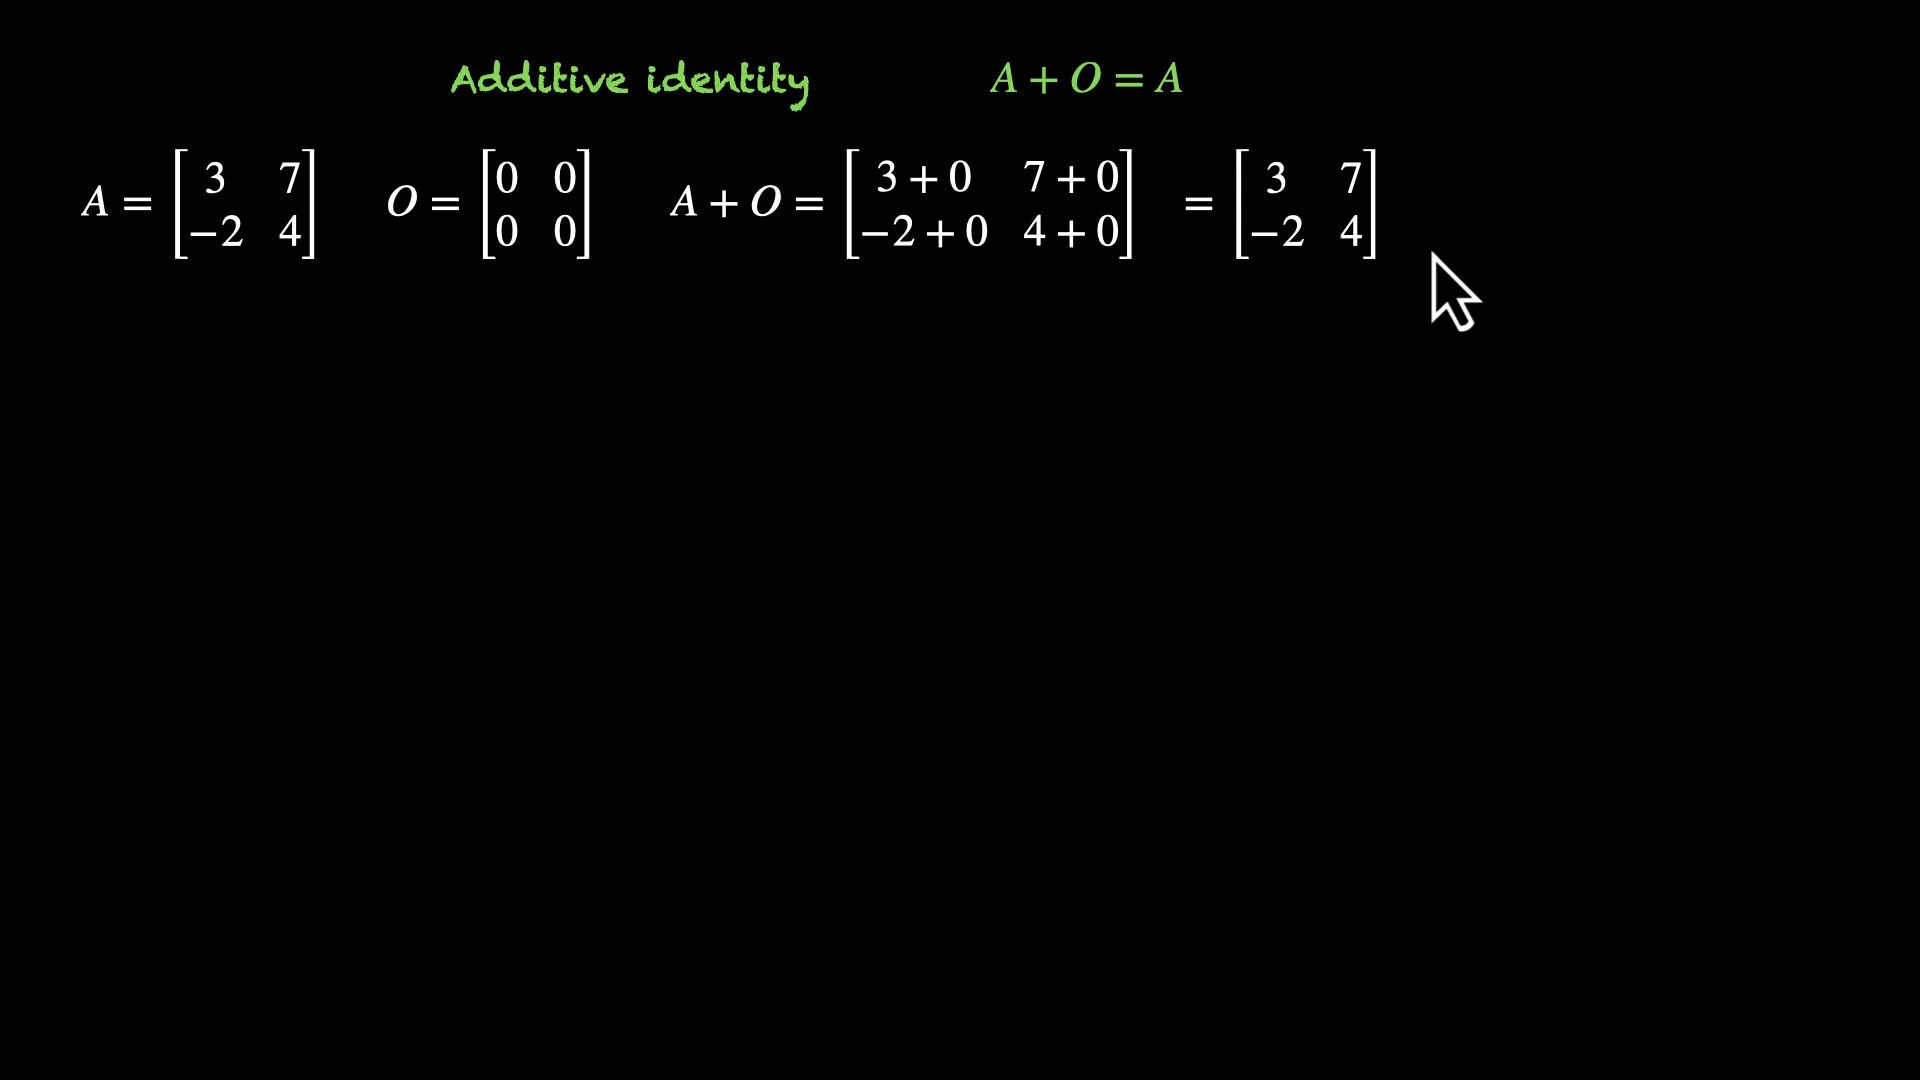 Additive identity A + O = A
A = [3 7; −2 4] O = [0 0; 0 0] A + O = [3 + 0 7 + 0; −2 + 0 4 + 0] = [3 7; −2 4]